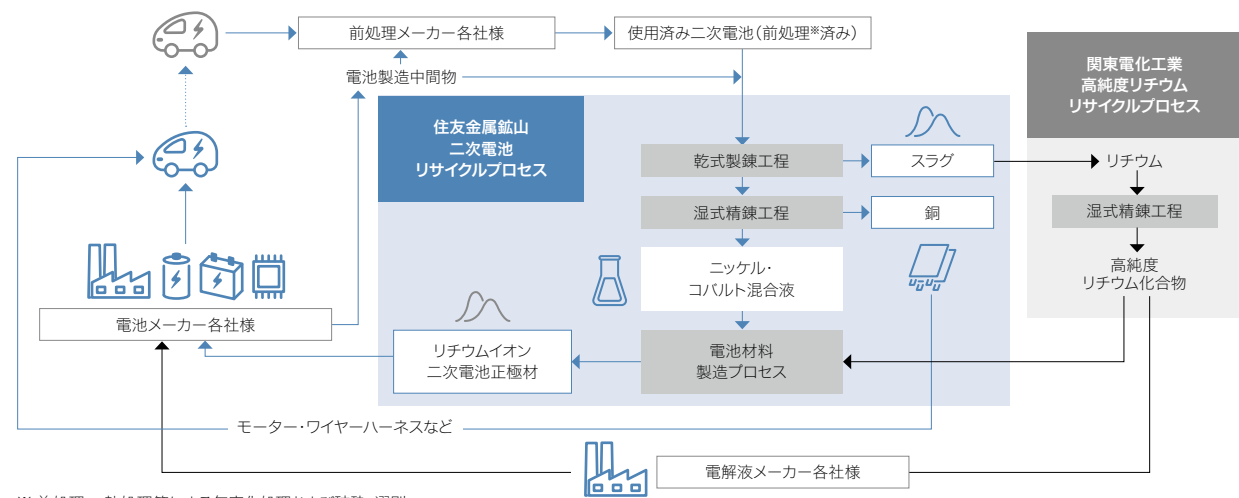 前処理メーカー各社様
使用済み二次電池(前処理※済み)
電池製造中間物
関東電化工業
高純度リチウム
リサイクルプロセス
住友金属鉱山
二次電池
リサイクルプロセス
乾式製錬工程
スラグ
リチウム
湿式精錬工程
銅
湿式精錬工程
ニッケル・
コバルト混合液
高純度
リチウム化合物
電池メーカー各社様
リチウムイオン
二次電池正極材
電池材料
製造プロセス
モーター・ワイヤーハーネスなど
電解液メーカー各社様